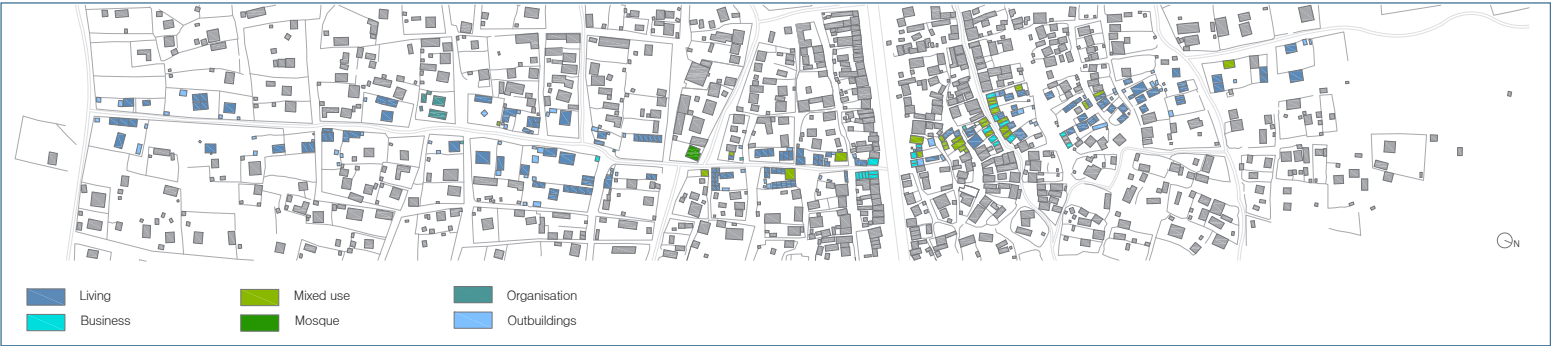 N
Living
Mixed use
Organisation
Business
Mosque
Outbuildings